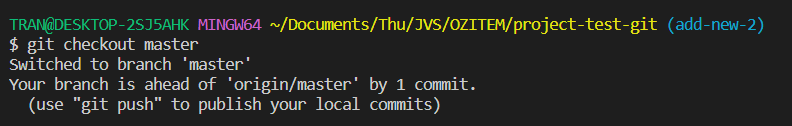 TRAN@DESKTOP-2SJ5AHK MINGW64 ~/Documents/Thu/JVS/OZITEM/project-test-git (add-new-2)
$ git checkout master
Switched to branch 'master'
Your branch is ahead of 'origin/master' by 1 commit.
  (use "git push" to publish your local commits)